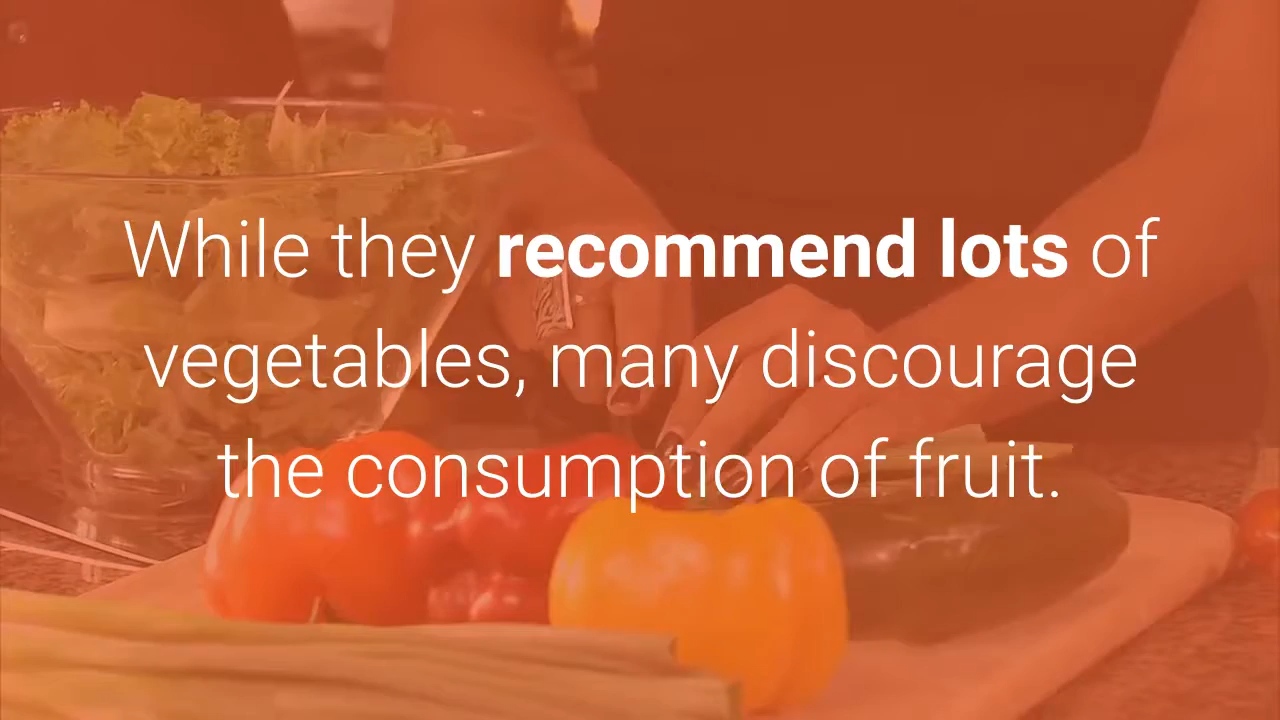 While they recommend lots of
vegetables, many discourage
the consumption of fruit.